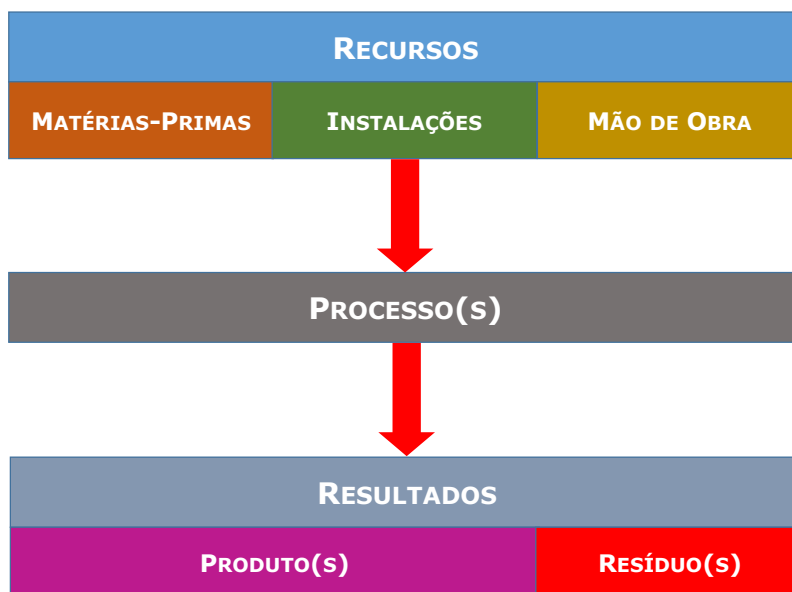 Recursos
Matérias-Primas
Instalações
Mão de Obra
Processo(s)
Resultados
Produto(s)
Resíduo(s)